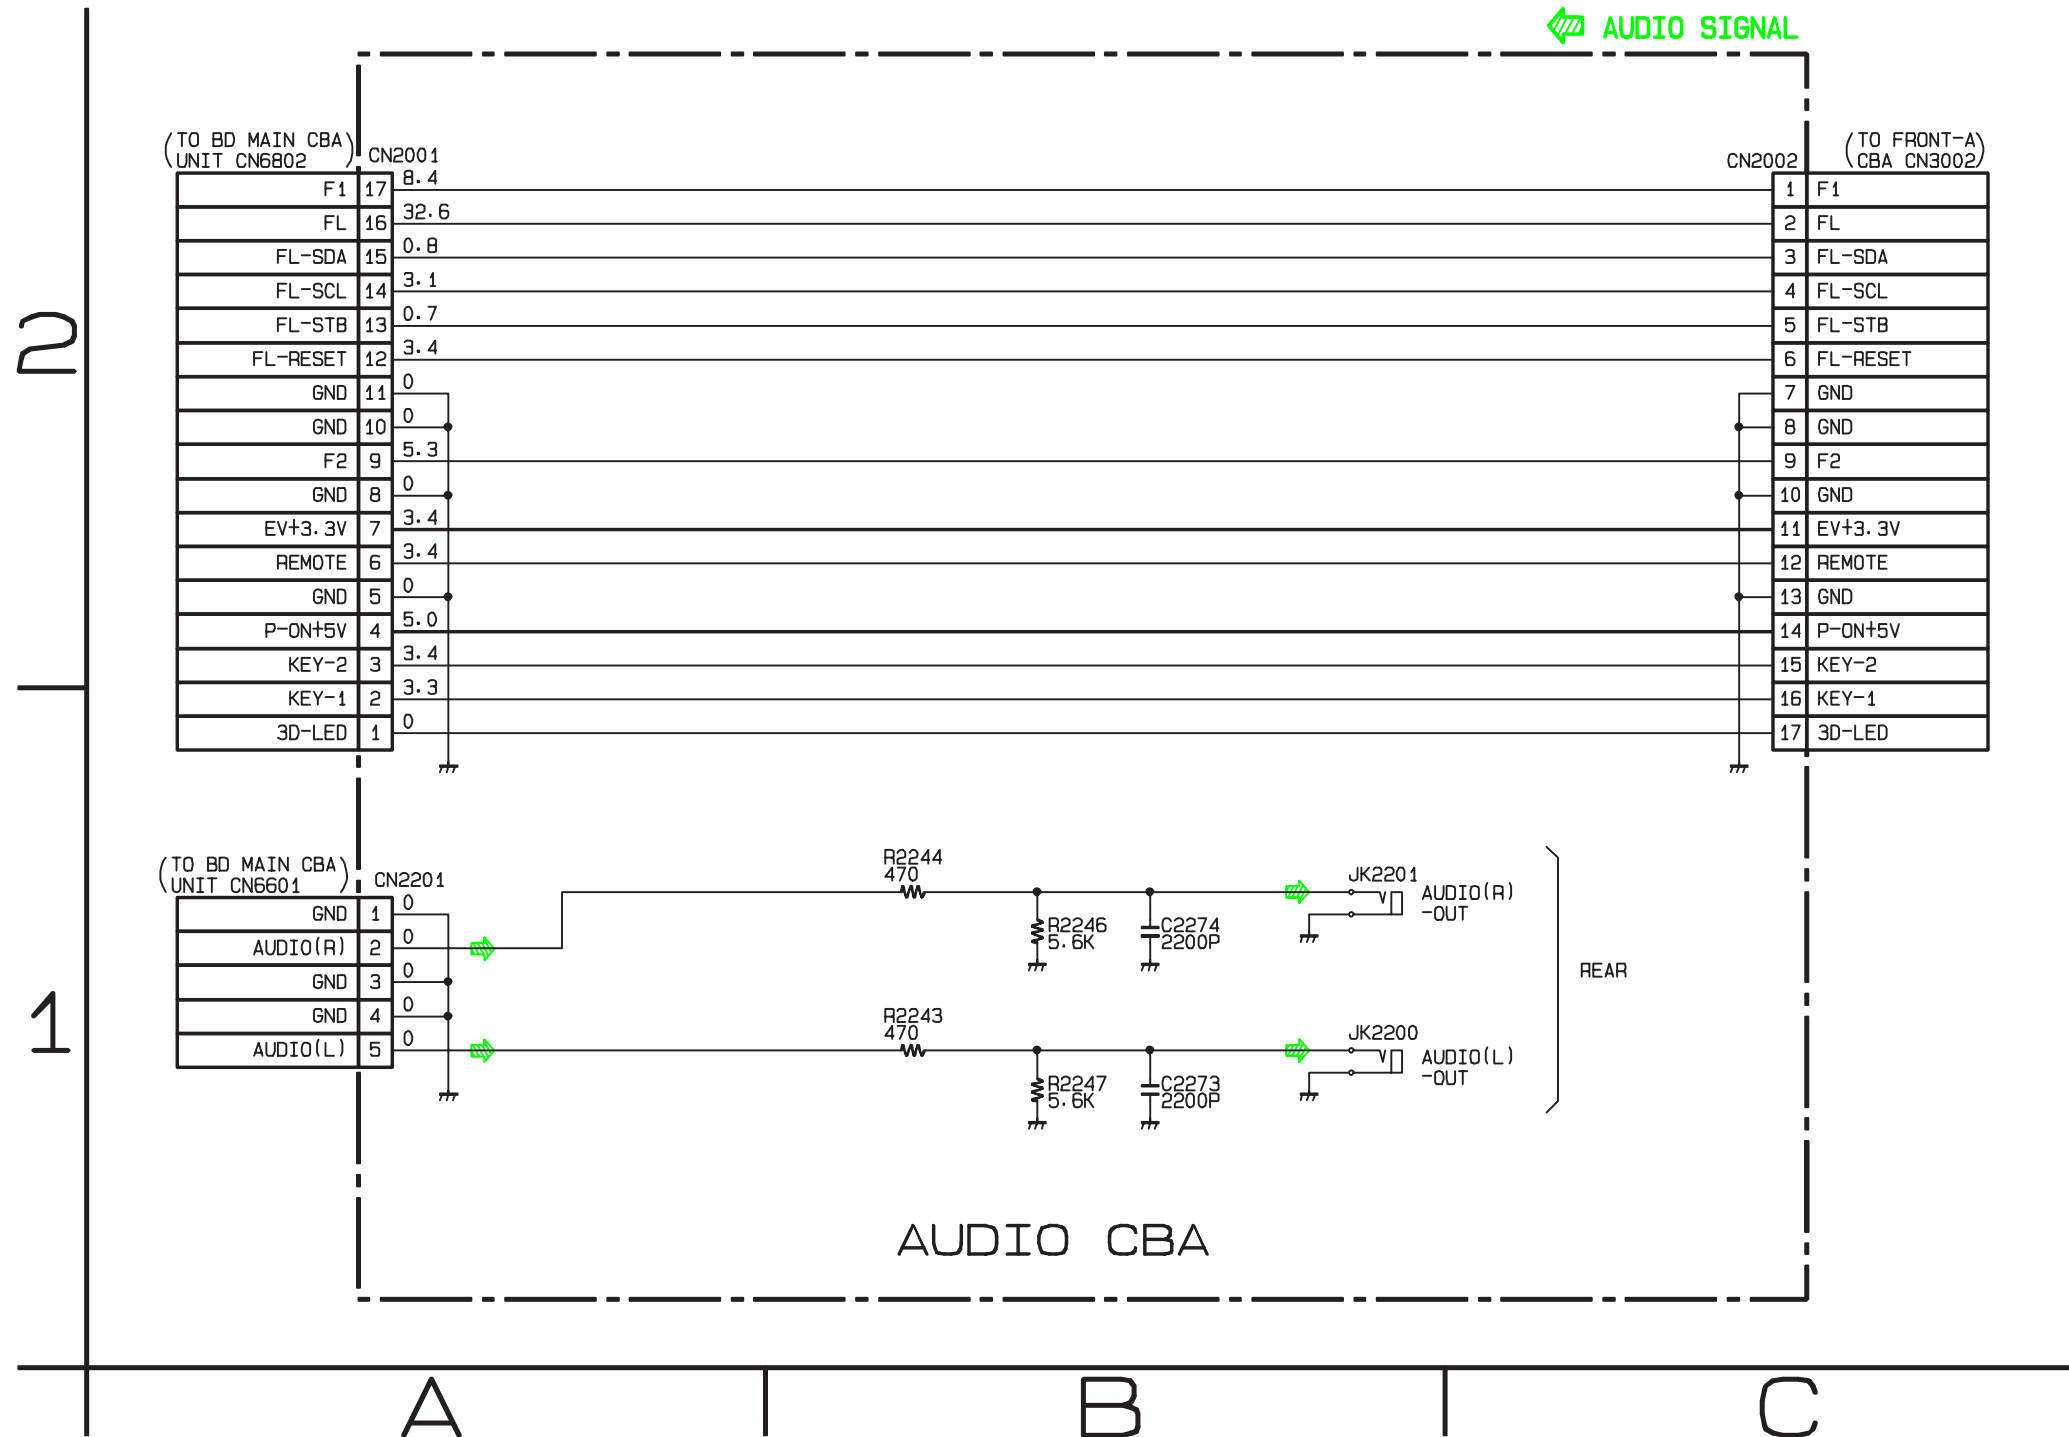 AUDIO SIGNAL
(TO BD MAIN CBA
UNIT CN6802)
CN2001
F1 17 8.4
FL 16 32.6
FL-SDA 15 0.8
FL-SCL 14 3.1
FL-STB 13 0.7
FL-RESET 12 3.4
GND 11 0
GND 10 0
F2 9 5.3
GND 8 0
EV+3.3V 7 3.4
REMOTE 6 3.4
GND 5 0
P-ON+5V 4 5.0
KEY-2 3 3.4
KEY-1 2 3.3
3D-LED 1 0
(TO FRONT-A
CBA CN3002)
CN2002
1 F1
2 FL
3 FL-SDA
4 FL-SCL
5 FL-STB
6 FL-RESET
7 GND
8 GND
9 F2
10 GND
11 EV+3.3V
12 REMOTE
13 GND
14 P-ON+5V
15 KEY-2
16 KEY-1
17 3D-LED
(TO BD MAIN CBA
UNIT CN6601)
CN2201
GND 1 0
AUDIO(R) 2 0
GND 3 0
GND 4 0
AUDIO(L) 5 0
R2244
470
R2246
5.6K
C2274
2200P
JK2201
AUDIO(R)
-OUT
R2243
470
R2247
5.6K
C2273
2200P
JK2200
AUDIO(L)
-OUT
REAR
AUDIO CBA
2
1
A
B
C